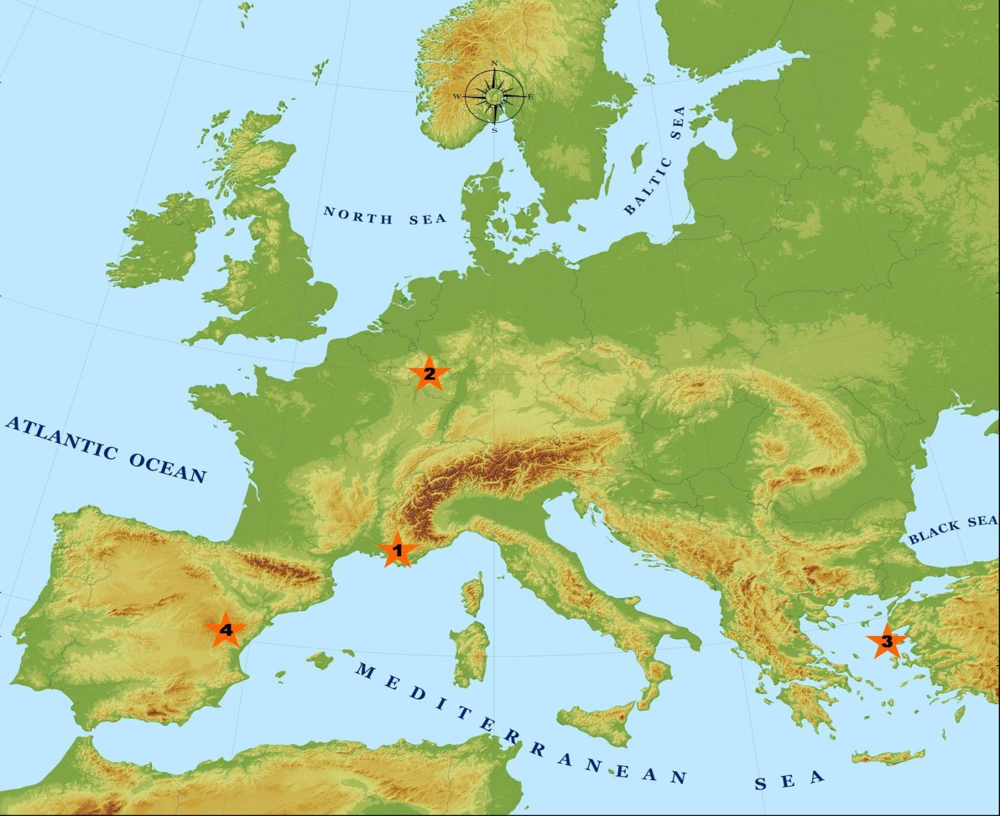 N
W
E
S
BALTIC SEA
NORTH SEA
2
ATLANTIC OCEAN
BLACK SEA
1
4
3
MEDITERRANEAN SEA